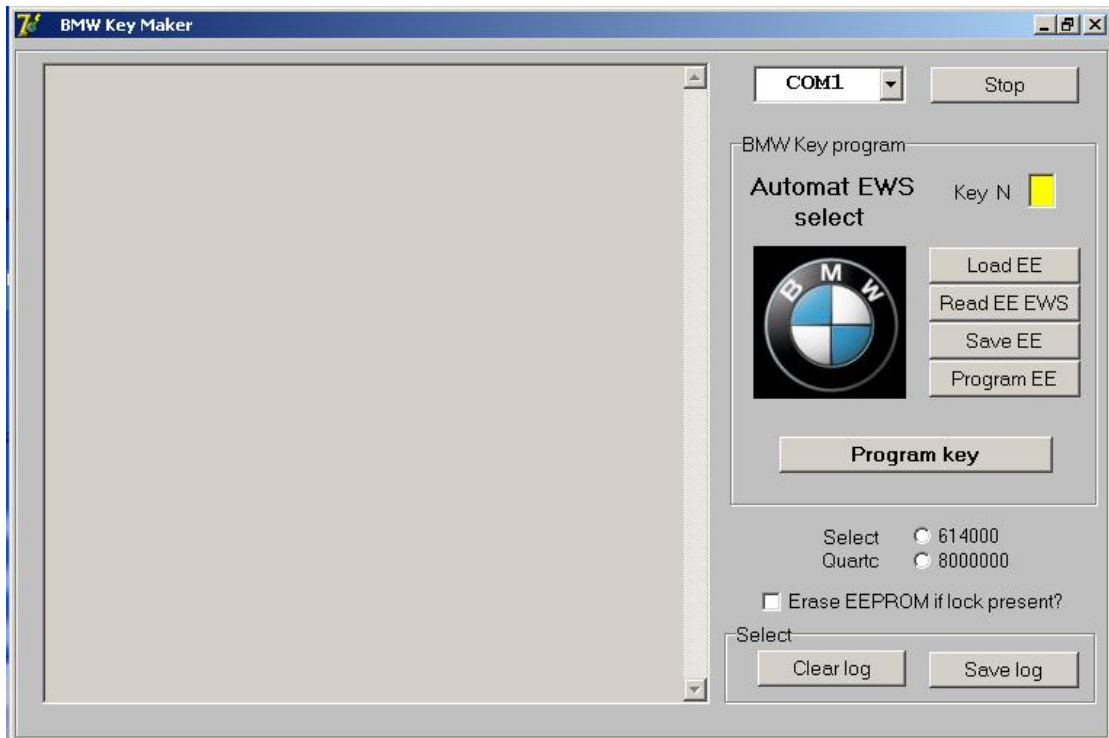 BMW Key Maker
COM1
Stop
BMW Key program
Automat EWS
select
Key N
BMW
Load EE
Read EE EWS
Save EE
Program EE
Program key
Select
Quartc
614000
8000000
Erase EEPROM if lock present?
Select
Clear log
Save log